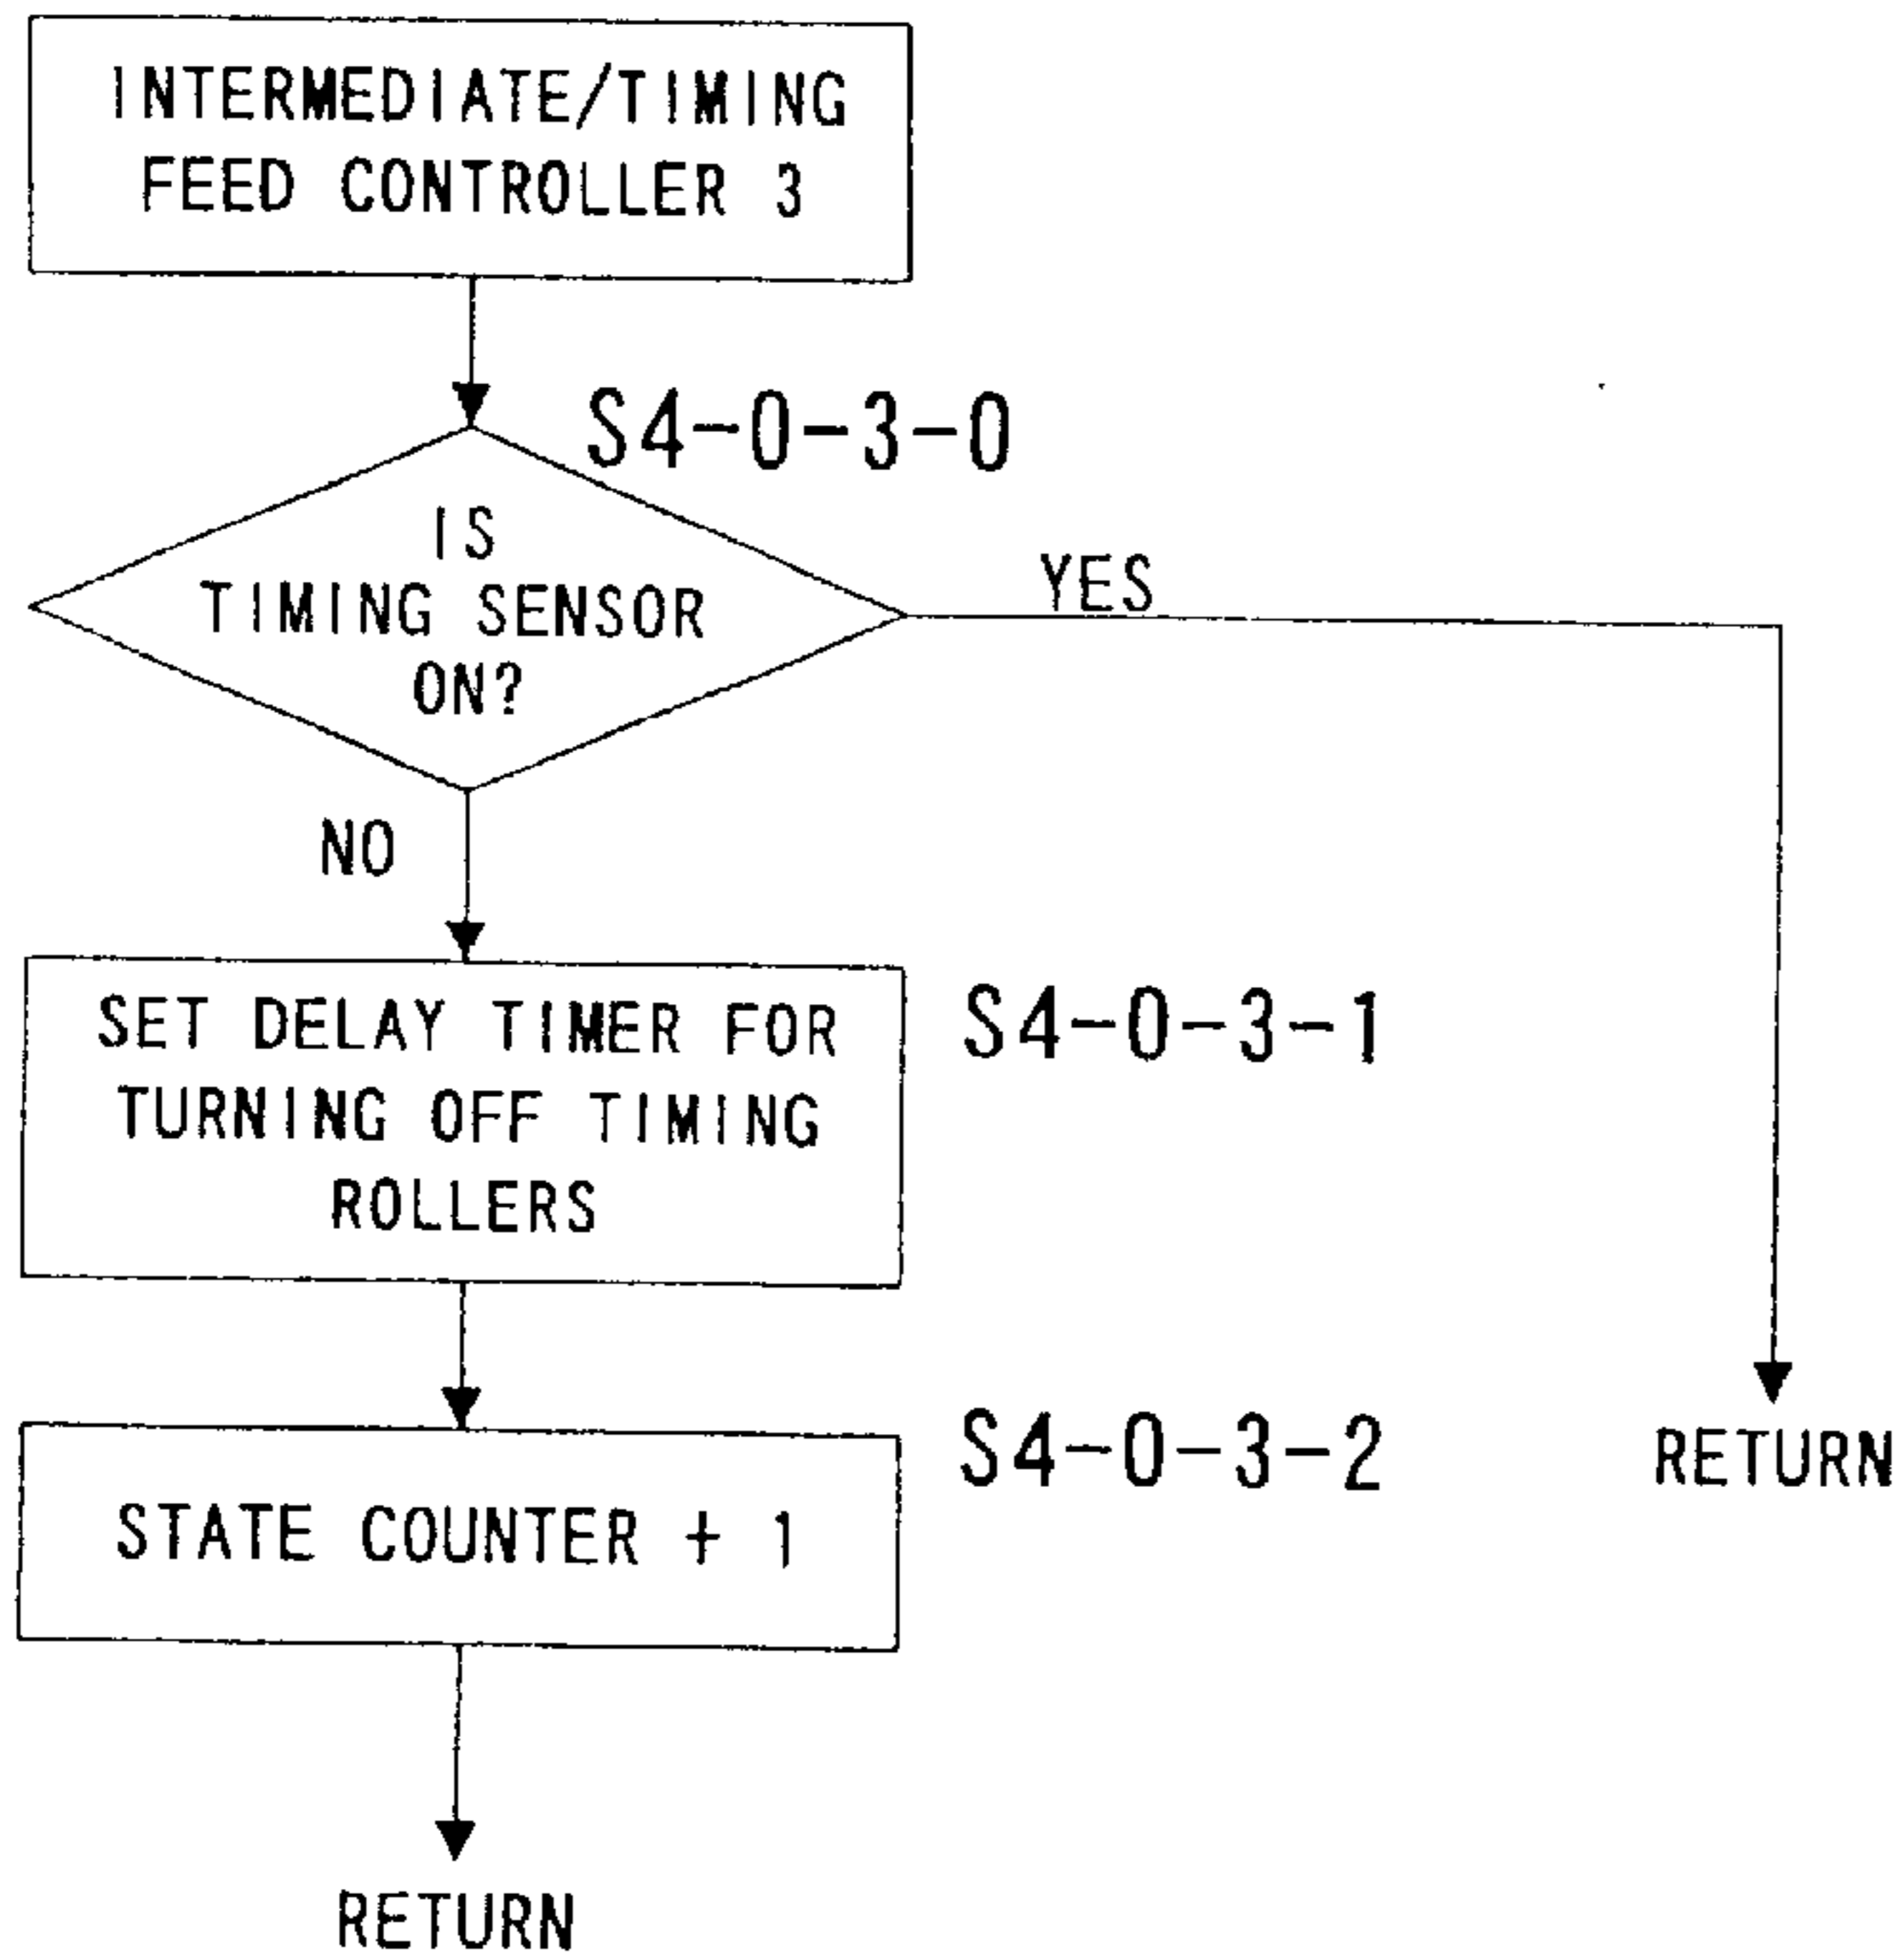 INTERMEDIATE/TIMING
FEED CONTROLLER 3
S4-0-3-0
IS
TIMING SENSOR
ON?
YES
NO
SET DELAY TIMER FOR
TURNING OFF TIMING
ROLLERS
S4-0-3-1
STATE COUNTER + 1
S4-0-3-2
RETURN
RETURN